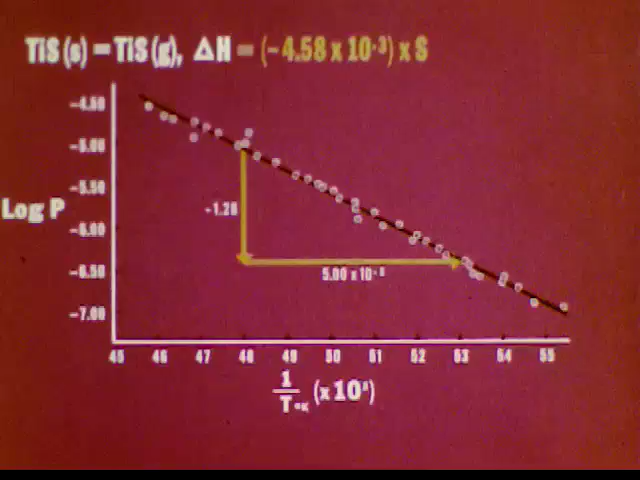 TiS (s) = TiS (g), ΔH = (-4.58 x 10⁻³) x S
-4.50
-5.00
-5.50
-6.00
-6.50
-7.00
Log P
-1.28
5.00 x 10
45 46 47 48 49 50 51 52 53 54 55
1
T °K
(x 10⁵)